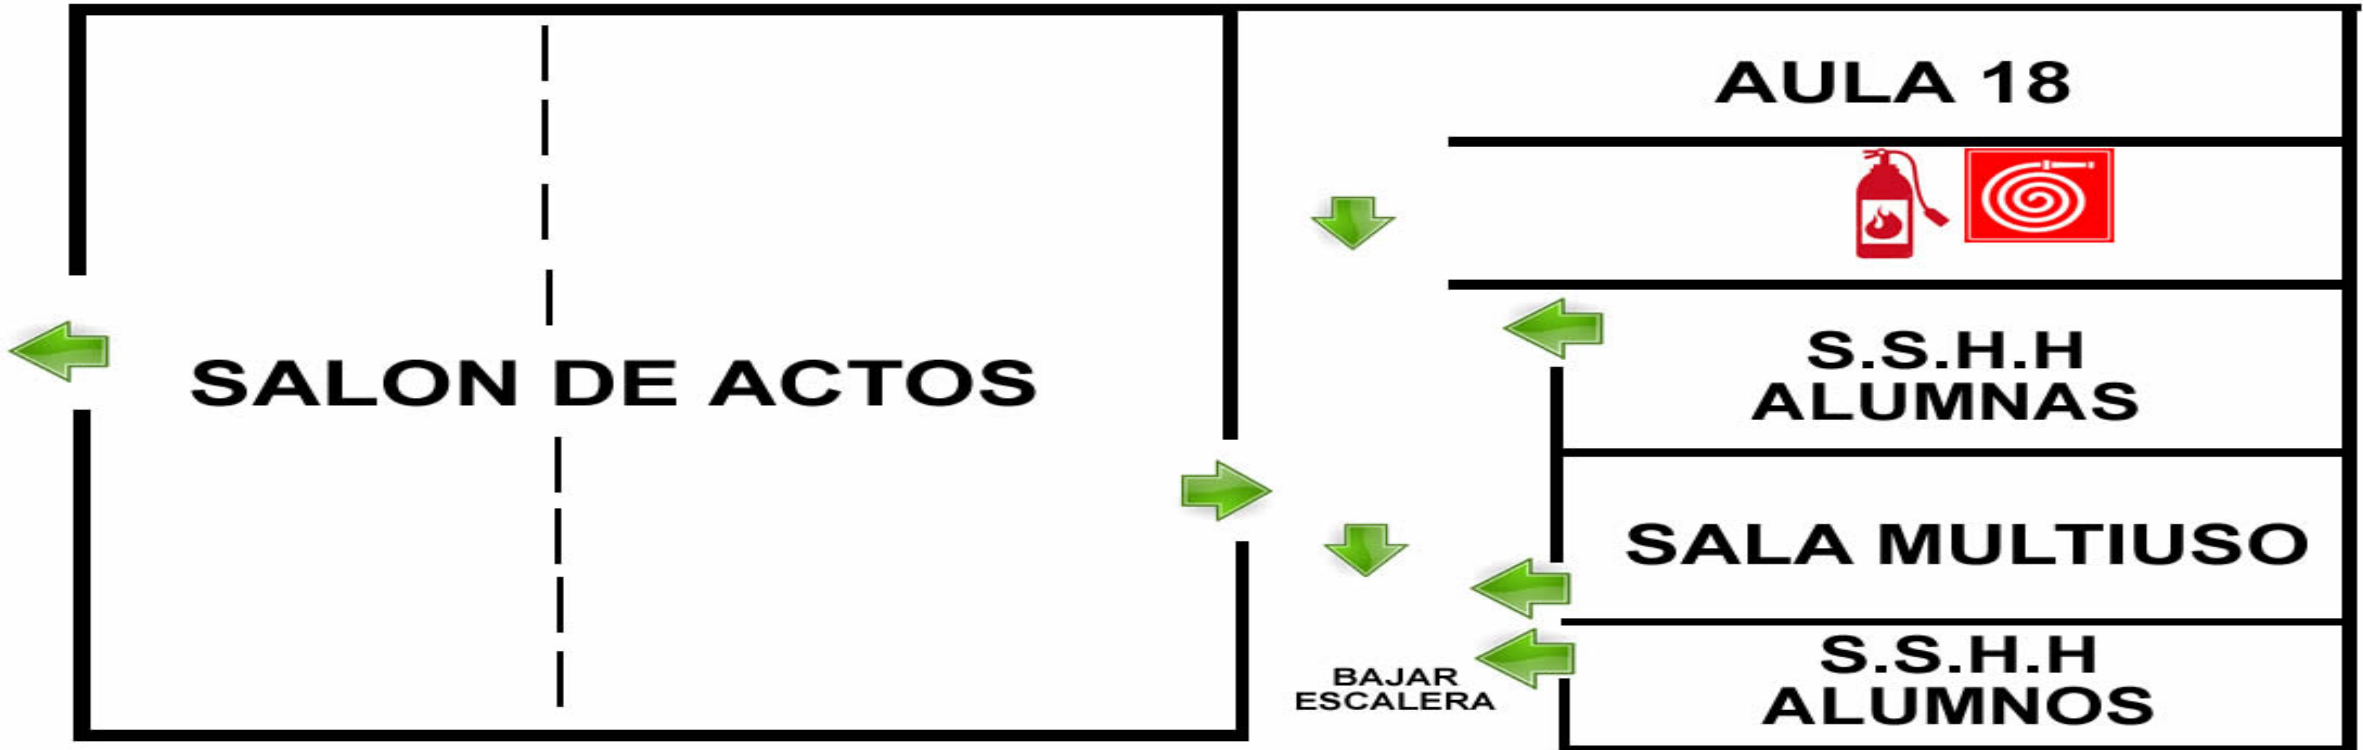 AULA 18
SALON DE ACTOS
S.S.H.H
ALUMNAS
SALA MULTIUSO
S.S.H.H
ALUMNOS
BAJAR
ESCALERA